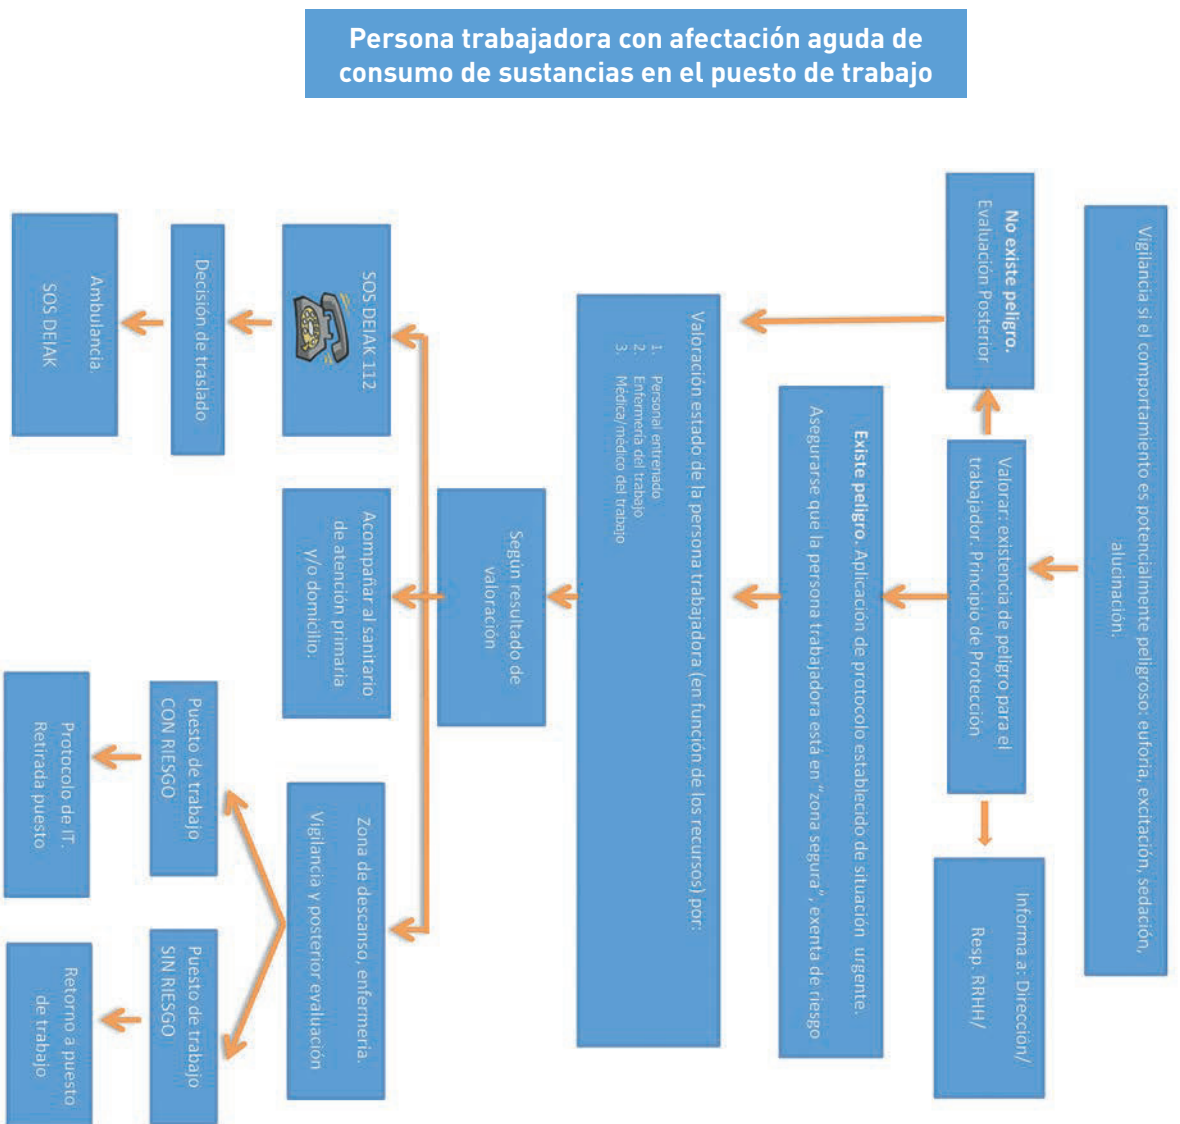 Persona trabajadora con afectación aguda de
consumo de sustancias en el puesto de trabajo
Vigilancia si el comportamiento es potencialmente peligroso: euforia, excitación, sedación,
alucinación.
Valorar: existencia de peligro para el
trabajador. Principio de Protección
No existe peligro.
Evaluación Posterior
Informa a: Dirección/
Resp. RRHH/
Existe peligro. Aplicación de protocolo establecido de situación urgente.
Asegurarse que la persona trabajadora está en "zona segura", exenta de riesgo
Valoración estado de la persona trabajadora (en función de los recursos) por:
1. Personal entrenado
2 Enfermería del trabajo
3. Médica/médico del trabajo
Según resultado de
valoración
SOS DEIAK 112
Decisión de traslado
Ambulancia.
SOS DEIAK
Acompañar al sanitario
de atención primaria
y/o domicilio.
Zona de descanso, enfermeria.
Vigilancia y posterior evaluación
Puesto de trabajo
CON RIESGO
Protocolo de IT.
Retirada puesto
Puesto de trabajo
SIN RIESGO
Retorno a puesto
de trabajo